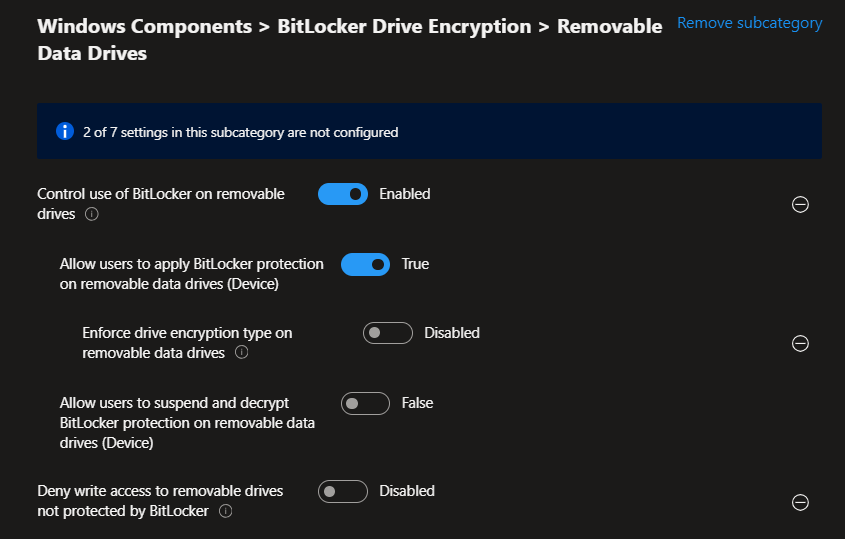 Windows Components > BitLocker Drive Encryption > Removable
Data Drives
Remove subcategory
2 of 7 settings in this subcategory are not configured
Control use of BitLocker on removable
drives
Enabled
Allow users to apply BitLocker protection
on removable data drives (Device)
True
Enforce drive encryption type on
removable data drives
Disabled
Allow users to suspend and decrypt
BitLocker protection on removable data
drives (Device)
False
Deny write access to removable drives
not protected by BitLocker
Disabled